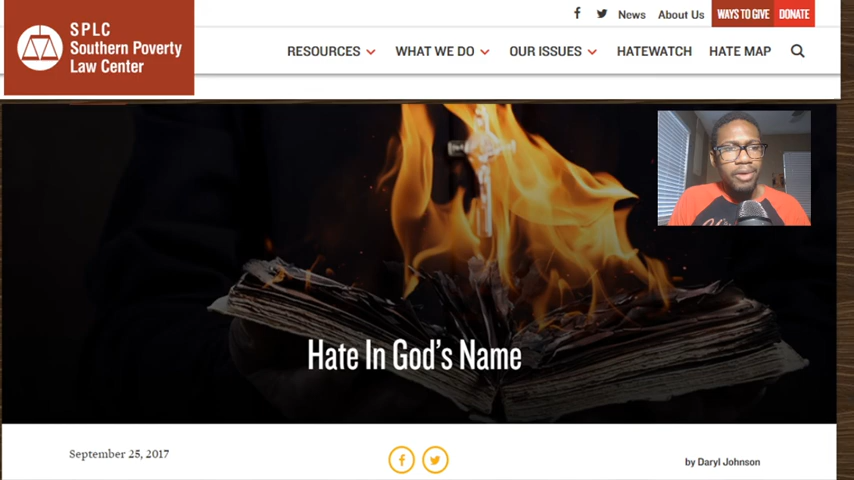 SPLC
Southern Poverty
Law Center
News About Us WAYS TO GIVE DONATE
RESOURCES WHAT WE DO OUR ISSUES HATEWATCH HATE MAP
Hate In God's Name
September 25, 2017
by Daryl Johnson